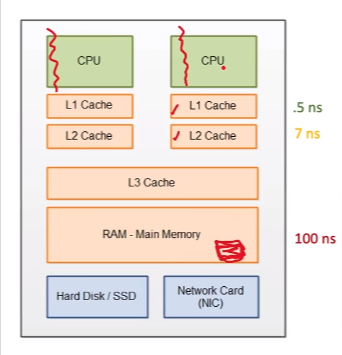 CPU
CPU
L1 Cache
L1 Cache
.5 ns
L2 Cache
L2 Cache
7 ns
L3 Cache
RAM - Main Memory
100 ns
Hard Disk / SSD
Network Card
(NIC)